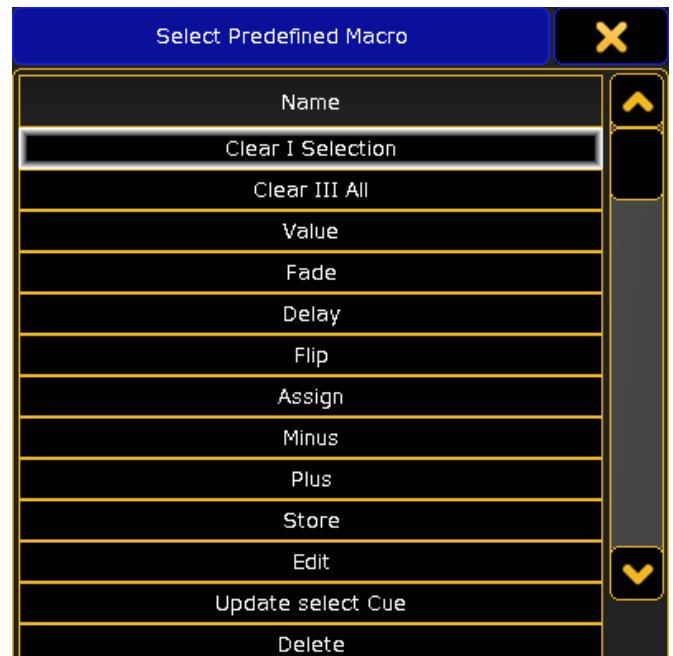 Select Predefined Macro
Name
Clear I Selection
Clear III All
Value
Fade
Delay
Flip
Assign
Minus
Plus
Store
Edit
Update select Cue
Delete